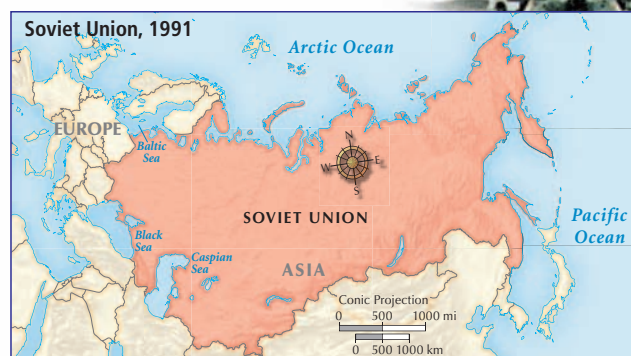 Soviet Union, 1991
Arctic Ocean
EUROPE
Baltic
Sea
N
W
E
S
SOVIET UNION
Pacific
Ocean
Black
Sea
Caspian
Sea
ASIA
Conic Projection
0 500 1000 mi
0 500 1000 km